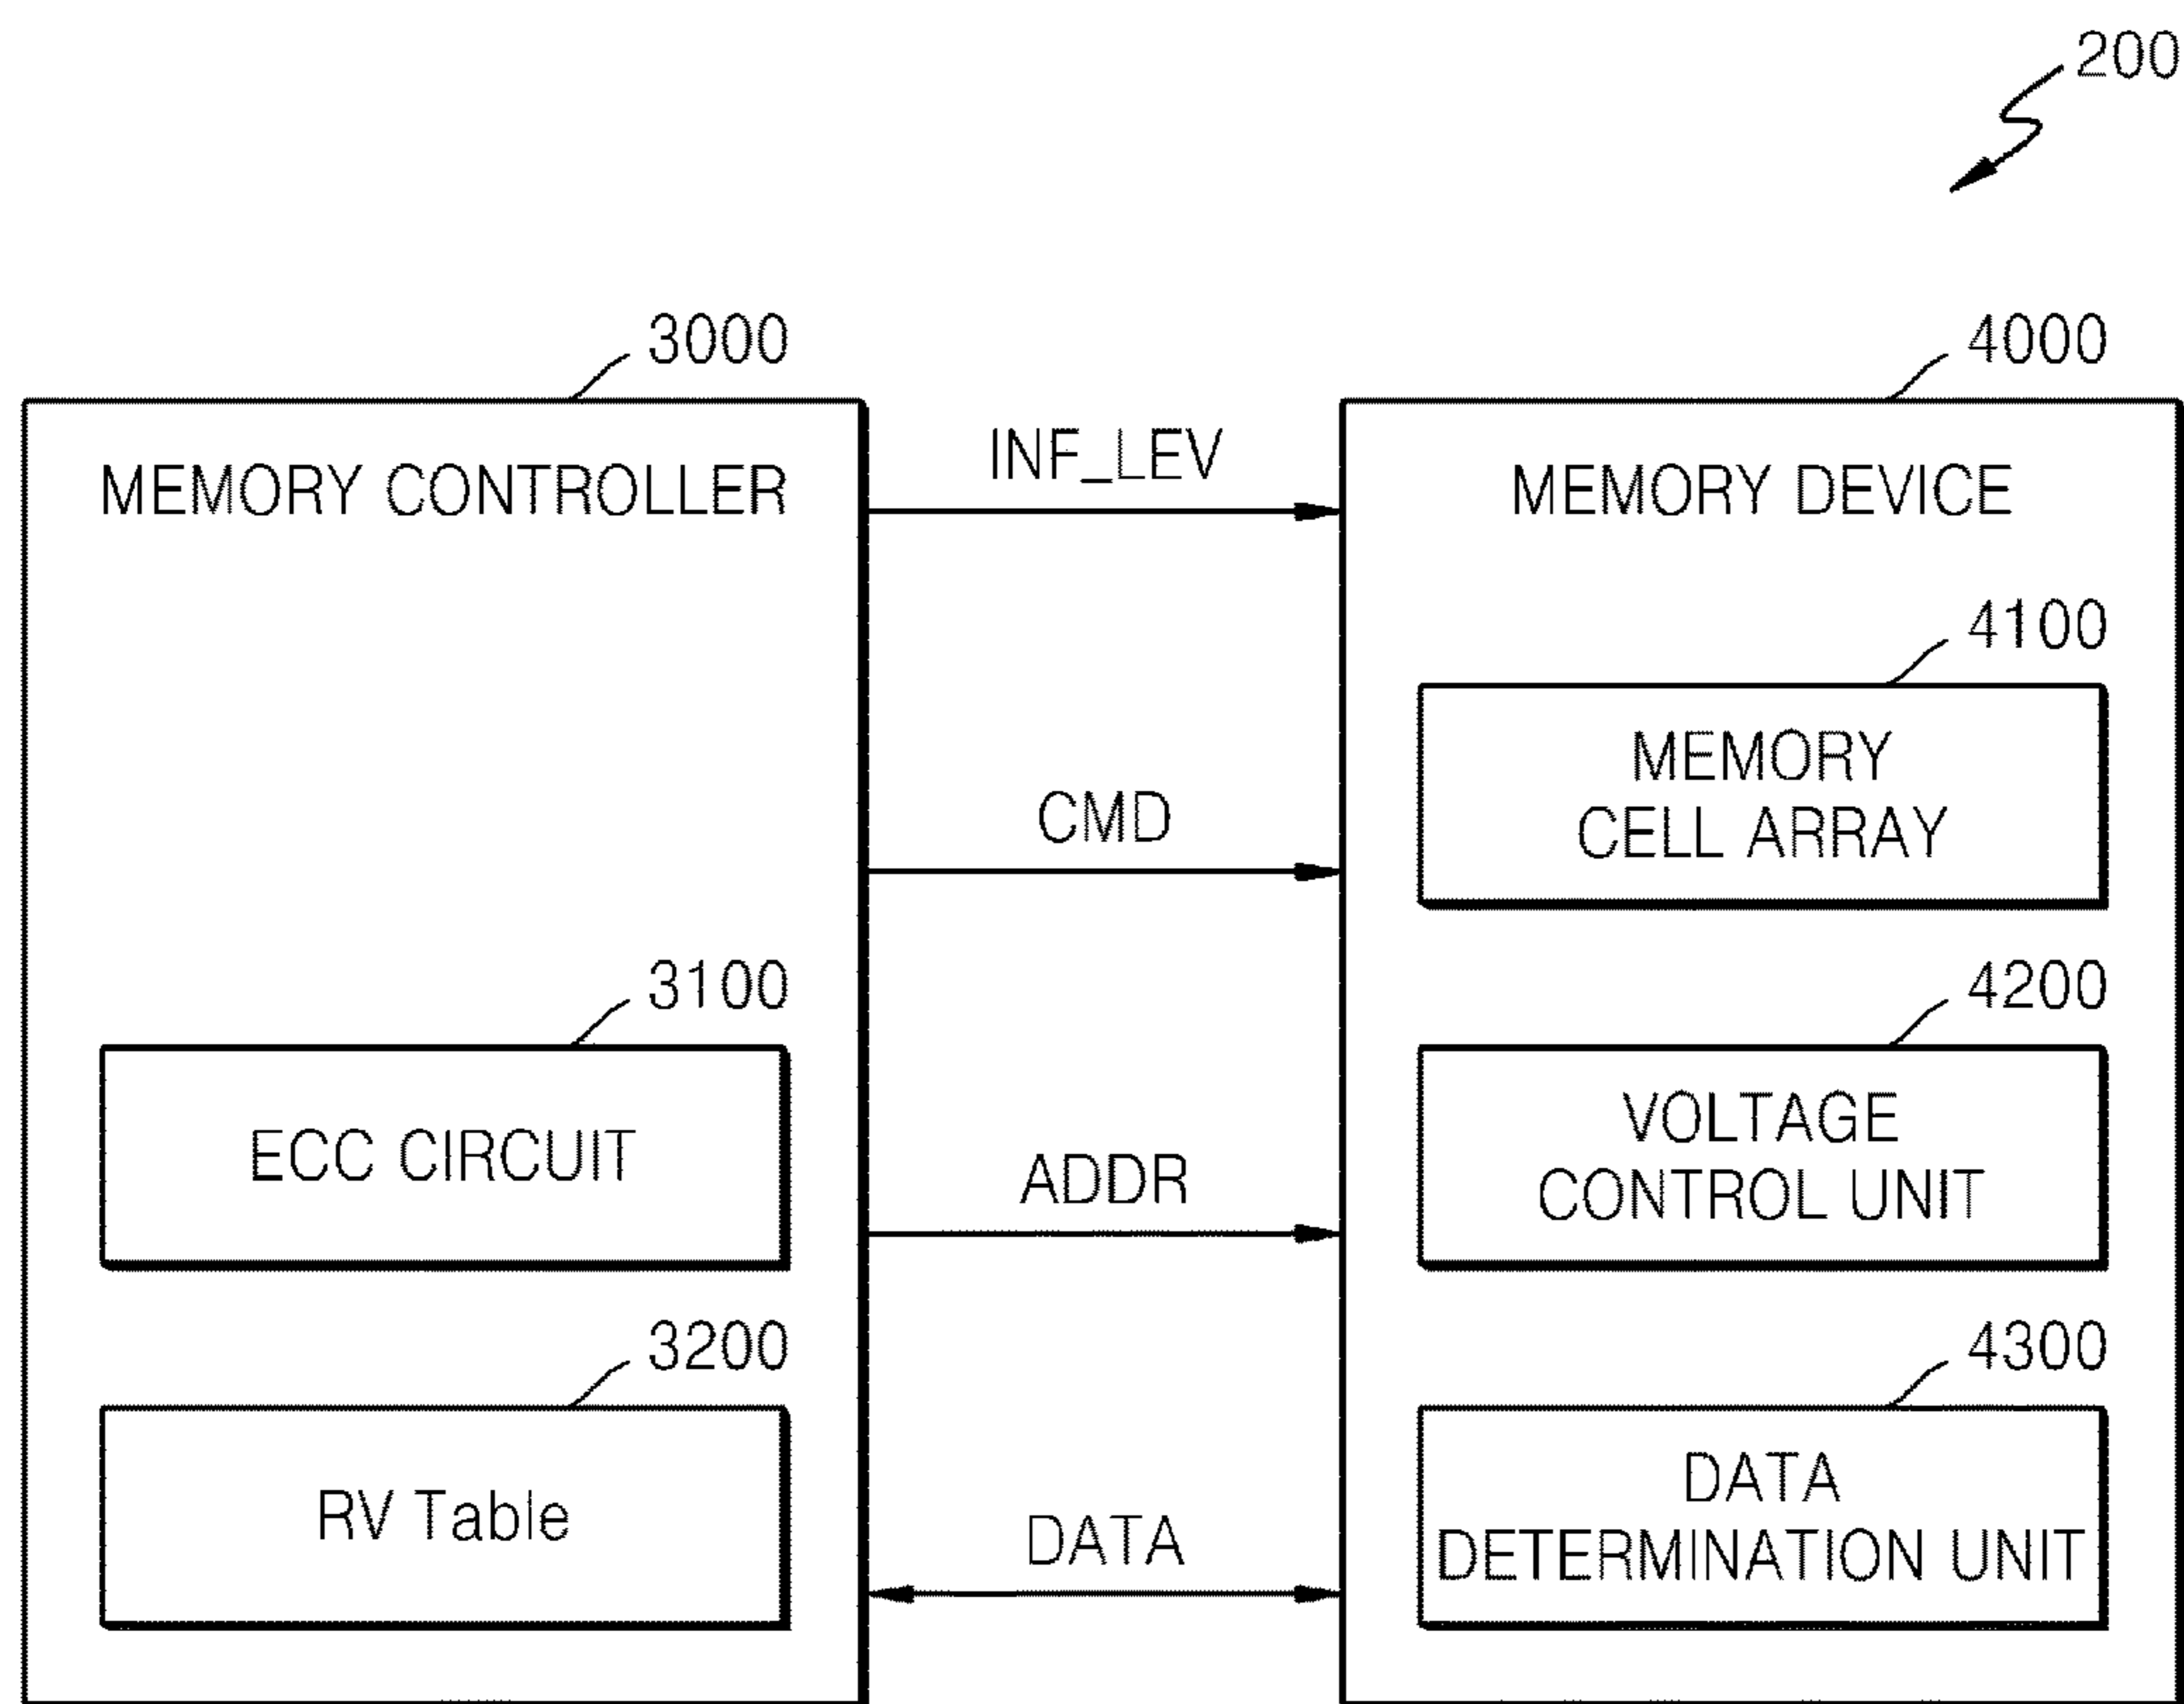 200
3000
4000
MEMORY CONTROLLER
INF_LEV
MEMORY DEVICE
4100
MEMORY
CELL ARRAY
CMD
3100
4200
ECC CIRCUIT
ADDR
VOLTAGE
CONTROL UNIT
3200
4300
RV Table
DATA
DATA
DETERMINATION UNIT